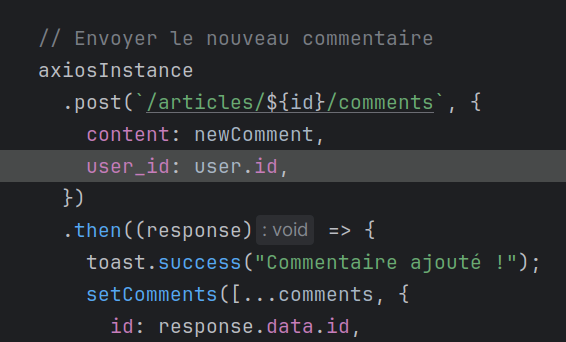 // Envoyer le nouveau commentaire
axiosInstance
.post(`/articles/${id}/comments`, {
content: newComment,
user_id: user.id,
})
.then((response) : void => {
toast.success("Commentaire ajouté !");
setComments([...comments, {
id: response.data.id,